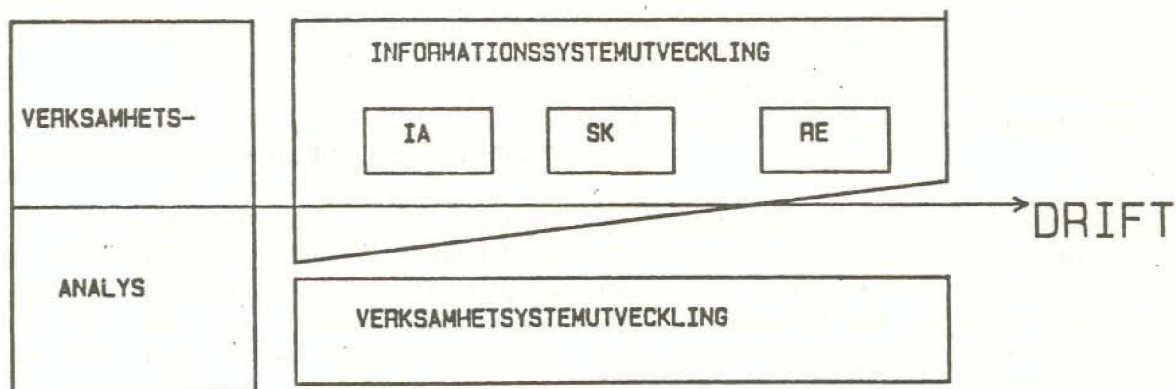 VERKSAMHETS-
ANALYS
INFORMATIONSSYSTEMUTVECKLING
IA
SK
RE
DRIFT
VERKSAMHETSYSTEMUTVECKLING